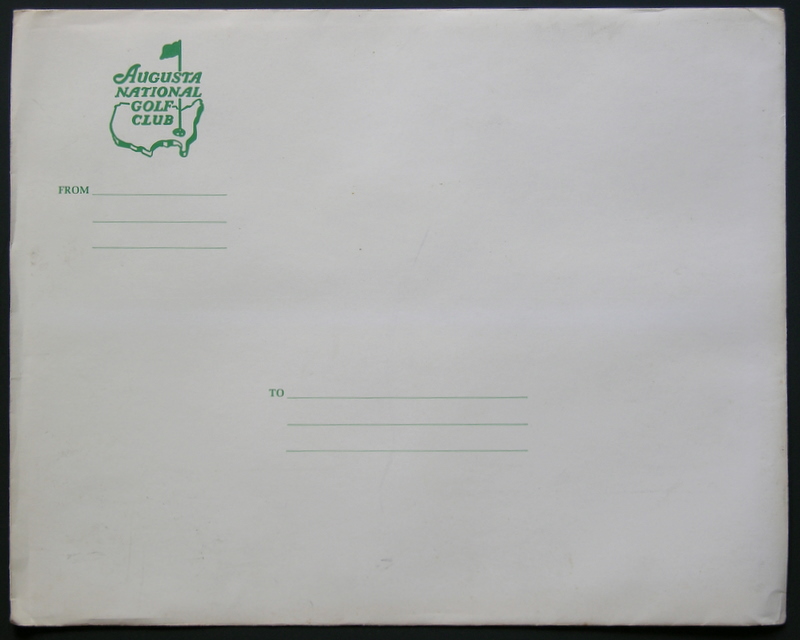 Augusta
National
Golf
Club
FROM
TO